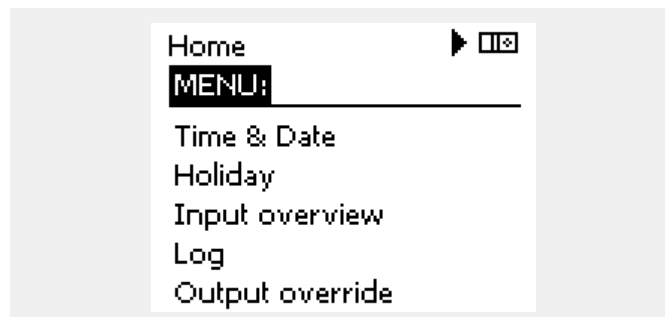 Home
MENU:
Time & Date
Holiday
Input overview
Log
Output override